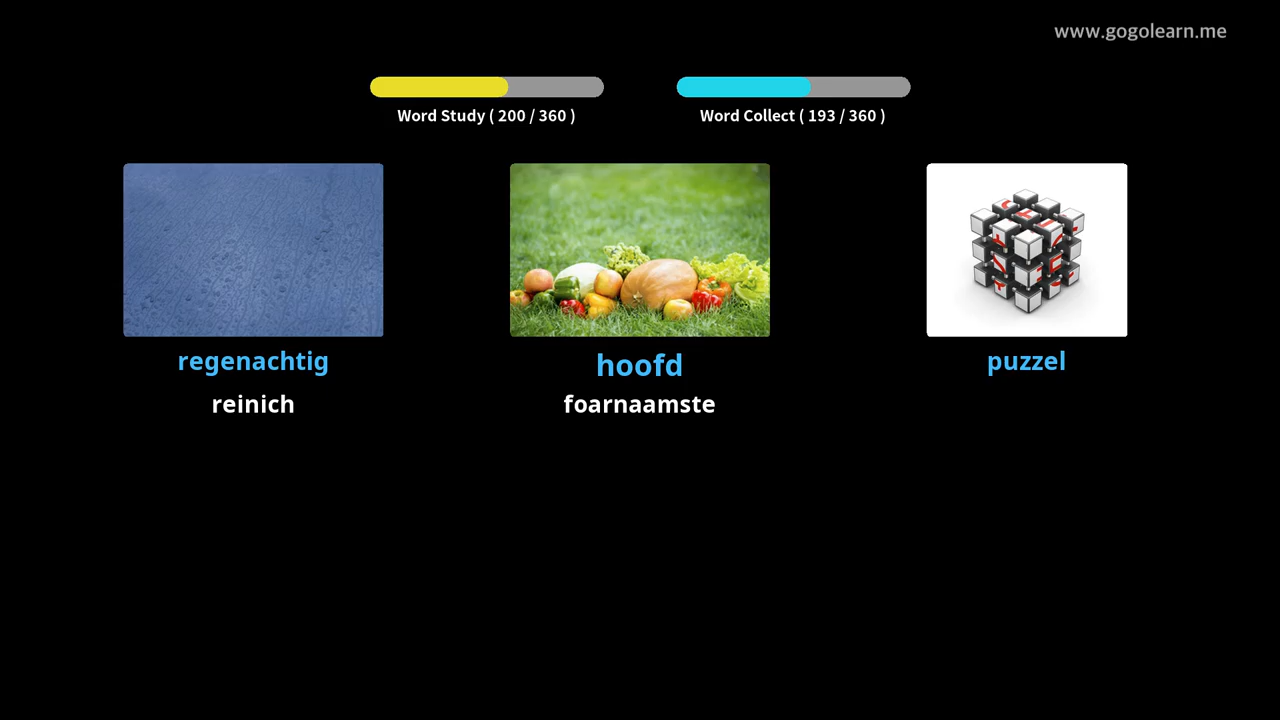 www.gogolearn.me
Word Study ( 200 / 360 )
Word Collect ( 193 / 360 )
regenachtig
hoofd
puzzel
reinich
foarnaamste